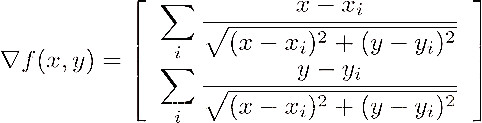 ∇f(x, y) = [ ∑_i (x − x_i) / √((x − x_i)² + (y − y_i)²)
∑_i (y − y_i) / √((x − x_i)² + (y − y_i)²) ]